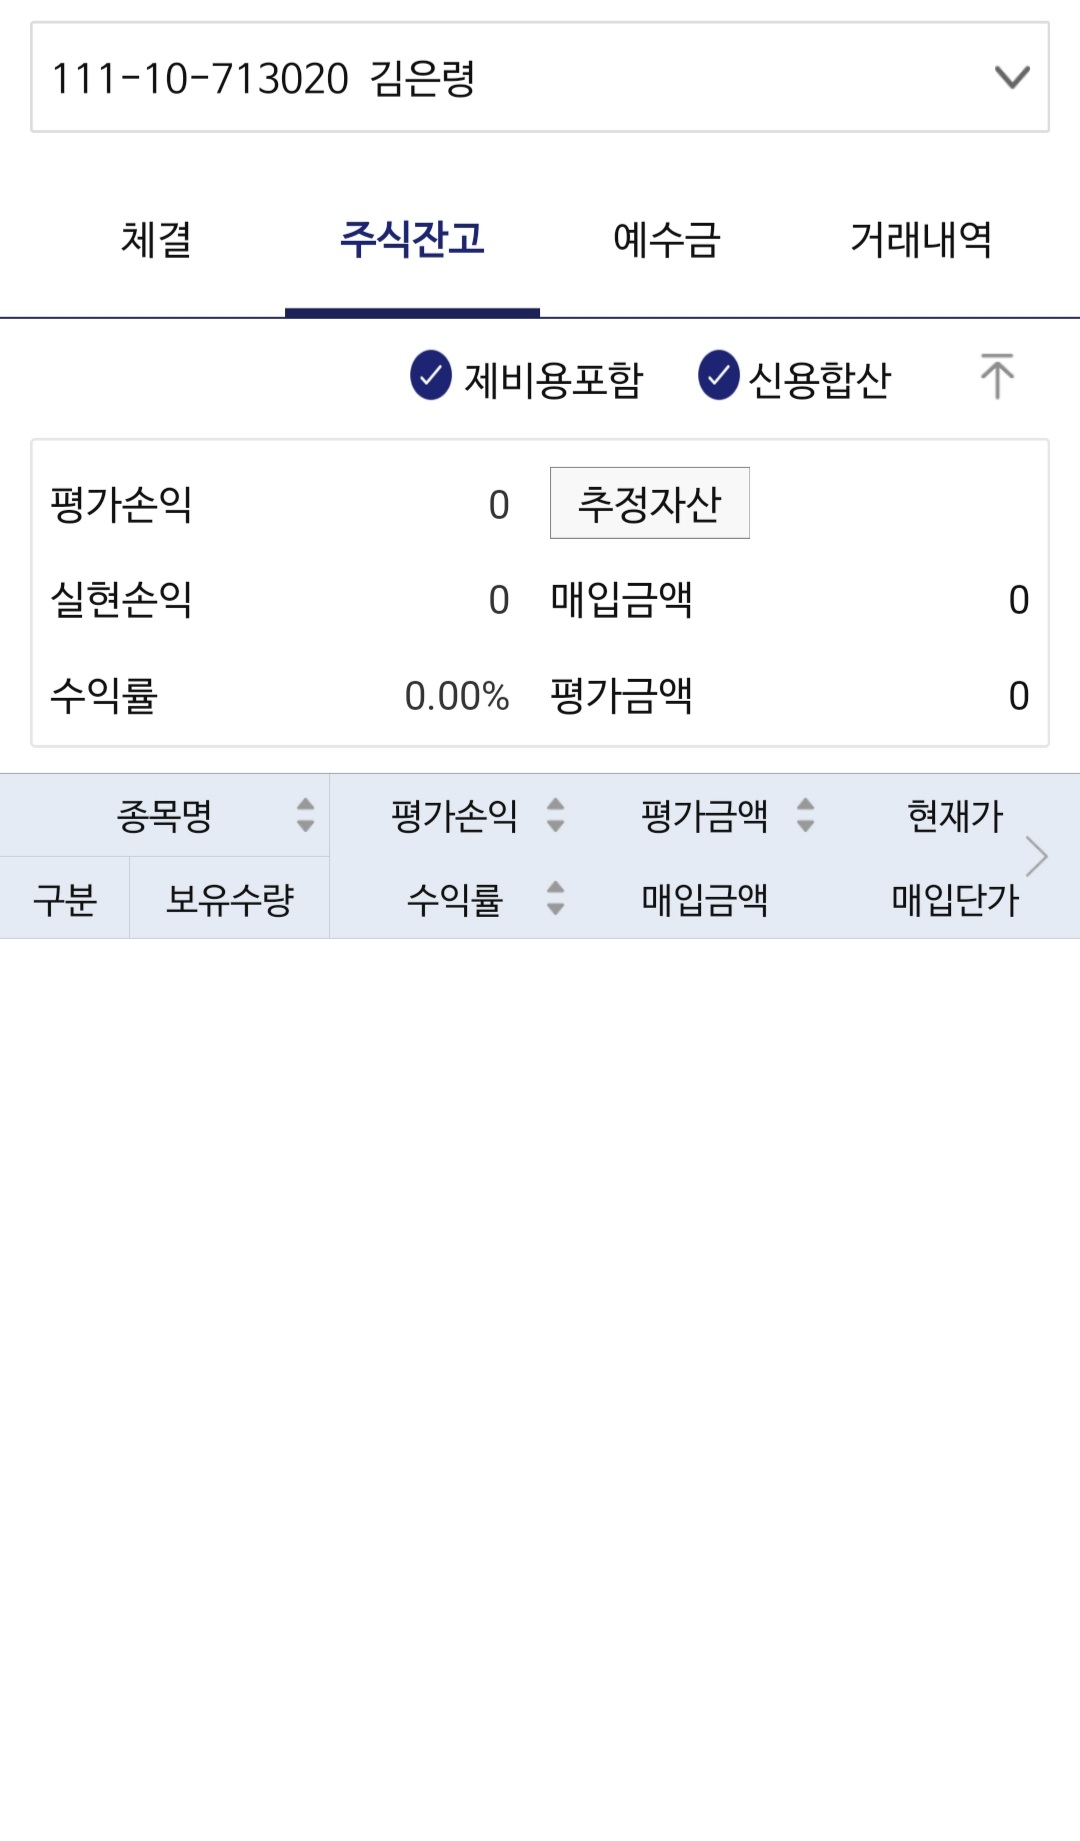 111-10-713020 김은령
체결 주식잔고 예수금 거래내역
제비용포함 신용합산
평가손익 0 추정자산
실현손익 0 매입금액 0
수익률 0.00% 평가금액 0
종목명 평가손익 평가금액 현재가
구분 보유수량 수익률 매입금액 매입단가